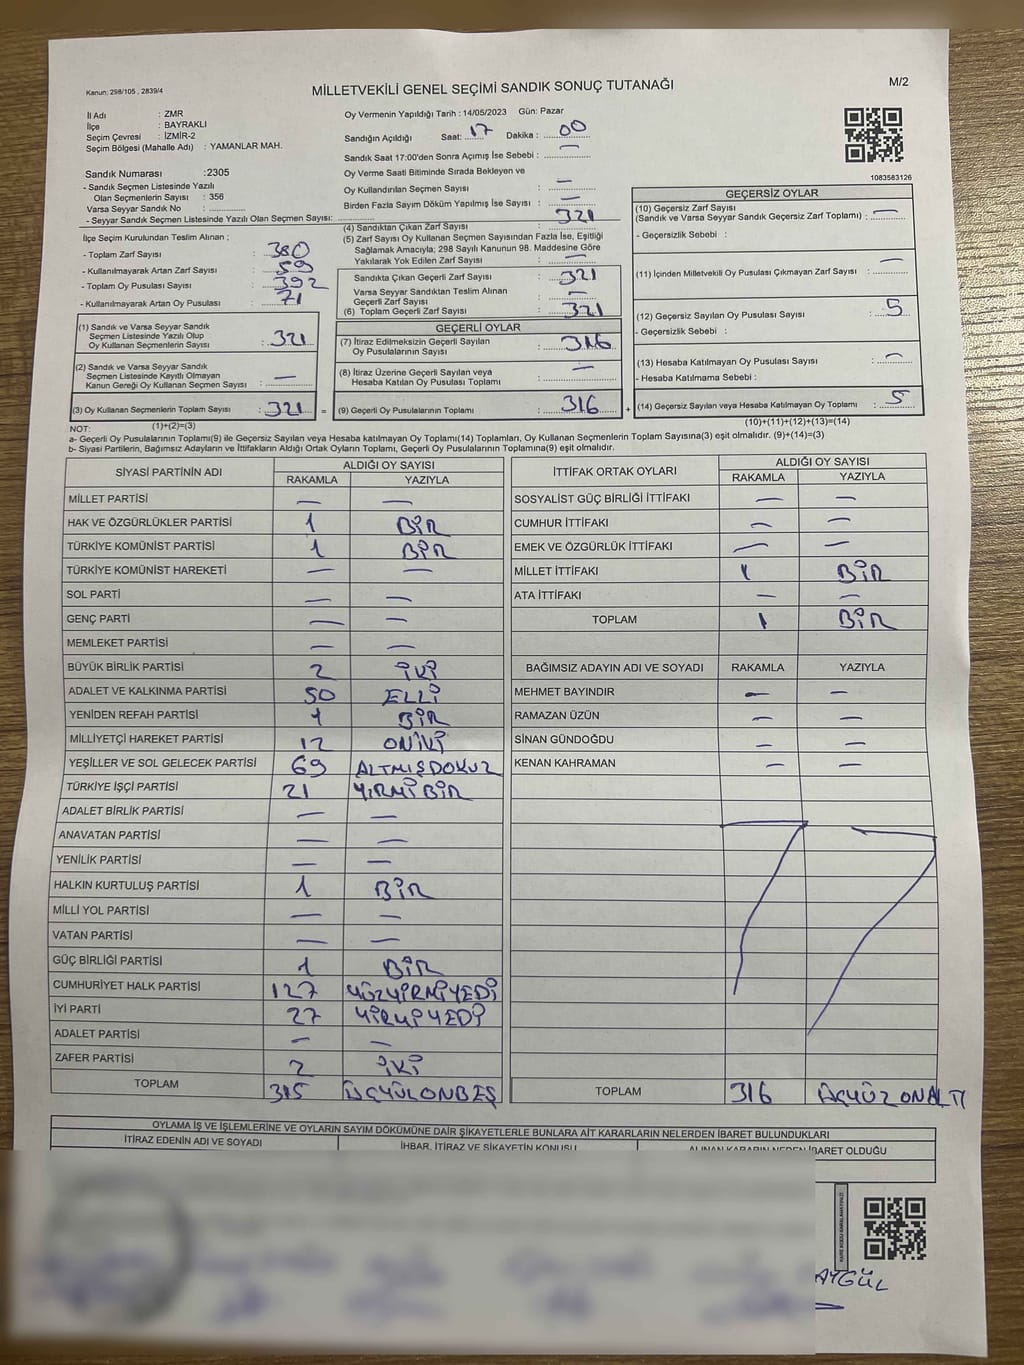 Kanun: 298/105 , 2839/4
MİLLETVEKİLİ GENEL SEÇİMİ SANDIK SONUÇ TUTANAĞI
M/2
İl Adı : ZMR
İlçe : BAYRAKLI
Seçim Çevresi : İZMİR-2
Seçim Bölgesi (Mahalle Adı) : YAMANLAR MAH.
Oy Vermenin Yapıldığı Tarih : 14/05/2023 Gün: Pazar
Sandığın Açıldığı Saat: 17 Dakika : 00
Sandık Saat 17:00'den Sonra Açımış İse Sebebi : —
Oy Verme Saati Bitiminde Sırada Bekleyen ve
Oy Kullandırılan Seçmen Sayısı : —
Birden Fazla Sayım Döküm Yapılmış İse Sayısı : —
1083583126
Sandık Numarası :2305
- Sandık Seçmen Listesinde Yazılı
Olan Seçmenlerin Sayısı : 356
Varsa Seyyar Sandık No :
- Seyyar Sandık Seçmen Listesinde Yazılı Olan Seçmen Sayısı:
İlçe Seçim Kurulundan Teslim Alınan ;
- Toplam Zarf Sayısı : 380
- Kullanılmayarak Artan Zarf Sayısı : 59
- Toplam Oy Pusulası Sayısı : 392
- Kullanılmayarak Artan Oy Pusulası : 71
(1) Sandık ve Varsa Seyyar Sandık
Seçmen Listesinde Yazılı Olup
Oy Kullanan Seçmenlerin Sayısı : 321
(2) Sandık ve Varsa Seyyar Sandık
Seçmen Listesinde Kayıtlı Olmayan
Kanun Gereği Oy Kullanan Seçmen Sayısı : —
(3) Oy Kullanan Seçmenlerin Toplam Sayısı : 321 =
(1)+(2)=(3)
(4) Sandıktan Çıkan Zarf Sayısı : 321
(5) Zarf Sayısı Oy Kullanan Seçmen Sayısından Fazla İse, Eşitliği
Sağlamak Amacıyla; 298 Sayılı Kanunun 98. Maddesine Göre
Yakılarak Yok Edilen Zarf Sayısı : —
Sandıkta Çıkan Geçerli Zarf Sayısı : 321
Varsa Seyyar Sandıktan Teslim Alınan
Geçerli Zarf Sayısı : —
(6) Toplam Geçerli Zarf Sayısı : 321
GEÇERLİ OYLAR
(7) İtiraz Edilmeksizin Geçerli Sayılan
Oy Pusulalarının Sayısı : 316
(8) İtiraz Üzerine Geçerli Sayılan veya
Hesaba Katılan Oy Pusulası Toplamı : —
(9) Geçerli Oy Pusulalarının Toplamı : 316 +
GEÇERSİZ OYLAR
(10) Geçersiz Zarf Sayısı
(Sandık ve Varsa Seyyar Sandık Geçersiz Zarf Toplamı) : —
- Geçersizlik Sebebi :
(11) İçinden Milletvekili Oy Pusulası Çıkmayan Zarf Sayısı : —
(12) Geçersiz Sayılan Oy Pusulası Sayısı : 5
- Geçersizlik Sebebi :
(13) Hesaba Katılmayan Oy Pusulası Sayısı : —
- Hesaba Katılmama Sebebi :
(14) Geçersiz Sayılan veya Hesaba Katılmayan Oy Toplamı : 5
(10)+(11)+(12)+(13)=(14)
NOT:
a- Geçerli Oy Pusulalarının Toplamı(9) ile Geçersiz Sayılan veya Hesaba katılmayan Oy Toplamı(14) Toplamları, Oy Kullanan Seçmenlerin Toplam Sayısına(3) eşit olmalıdır. (9)+(14)=(3)
b- Siyasi Partilerin, Bağımsız Adayların ve İttifakların Aldığı Ortak Oyların Toplamı, Geçerli Oy Pusulalarının Toplamına(9) eşit olmalıdır.
SİYASİ PARTİNİN ADI ALDIĞI OY SAYISI
RAKAMLA YAZIYLA
MİLLET PARTİSİ — —
HAK VE ÖZGÜRLÜKLER PARTİSİ 1 BİR
TÜRKİYE KOMÜNİST PARTİSİ 1 BİR
TÜRKİYE KOMÜNİST HAREKETİ — —
SOL PARTİ — —
GENÇ PARTİ — —
MEMLEKET PARTİSİ — —
BÜYÜK BİRLİK PARTİSİ 2 İKİ
ADALET VE KALKINMA PARTİSİ 50 ELLİ
YENİDEN REFAH PARTİSİ 1 BİR
MİLLİYETÇİ HAREKET PARTİSİ 12 ONİKİ
YEŞİLLER VE SOL GELECEK PARTİSİ 69 ALTMIŞDOKUZ
TÜRKİYE İŞÇİ PARTİSİ 21 YİRMİBİR
ADALET BİRLİK PARTİSİ — —
ANAVATAN PARTİSİ — —
YENİLİK PARTİSİ — —
HALKIN KURTULUŞ PARTİSİ 1 BİR
MİLLİ YOL PARTİSİ — —
VATAN PARTİSİ — —
GÜÇ BİRLİĞİ PARTİSİ 1 BİR
CUMHURİYET HALK PARTİSİ 127 YÜZYİRMİYEDİ
İYİ PARTİ 27 YİRMİYEDİ
ADALET PARTİSİ — —
ZAFER PARTİSİ 2 İKİ
TOPLAM 315 ÜÇYÜZONBEŞ
İTTİFAK ORTAK OYLARI ALDIĞI OY SAYISI
RAKAMLA YAZIYLA
SOSYALİST GÜÇ BİRLİĞİ İTTİFAKI — —
CUMHUR İTTİFAKI — —
EMEK VE ÖZGÜRLÜK İTTİFAKI — —
MİLLET İTTİFAKI 1 BİR
ATA İTTİFAKI — —
TOPLAM 1 BİR
BAĞIMSIZ ADAYIN ADI VE SOYADI RAKAMLA YAZIYLA
MEHMET BAYINDIR — —
RAMAZAN ÜZÜN — —
SİNAN GÜNDOĞDU — —
KENAN KAHRAMAN — —
TOPLAM 316 ÜÇYÜZONALTI
OYLAMA İŞ VE İŞLEMLERİNE VE OYLARIN SAYIM DÖKÜMÜNE DAİR ŞİKAYETLERLE BUNLARA AİT KARARLARIN NELERDEN İBARET BULUNDUKLARI
İTİRAZ EDENİN ADI VE SOYADI İHBAR, İTİRAZ VE ŞİKAYETİN KONUSU ALINAN KARARIN NEDEN İBARET OLDUĞU
AYGÜL